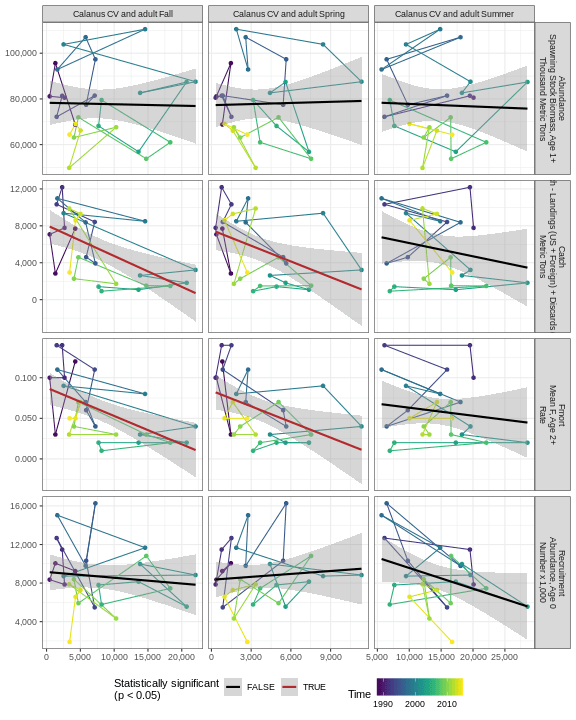 Calanus CV and adult Fall
Calanus CV and adult Spring
Calanus CV and adult Summer
100,000
80,000
60,000
Abundance
Spawning Stock Biomass, Age 1+
Thousand Metric Tons
12,000
8,000
4,000
0
Catch
h - Landings (US + Foreign) + Discards
Metric Tons
0.100
0.050
0.000
Fmort
Mean F, Age 2+
Rate
16,000
12,000
8,000
4,000
Recruitment
Abundance, Age 0
Number x 1,000
0
10,000
20,000
0
3,000
6,000
9,000
5,000
10,000
15,000
20,000
25,000
Statistically significant
(p < 0.05)
FALSE
TRUE
Time
1990
2000
2010